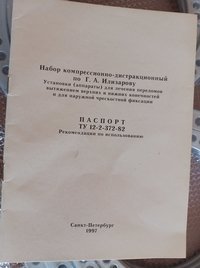 Набор компрессионно-дистракционный
по Г. А. Илизарову
Установки (аппараты) для лечения переломов
вытяжением верхних и нижних конечностей
и для наружной чрескостной фиксации
ПАСПОРТ
ТУ 12-2-372-82
Рекомендации по использованию
Санкт-Петербург
1997